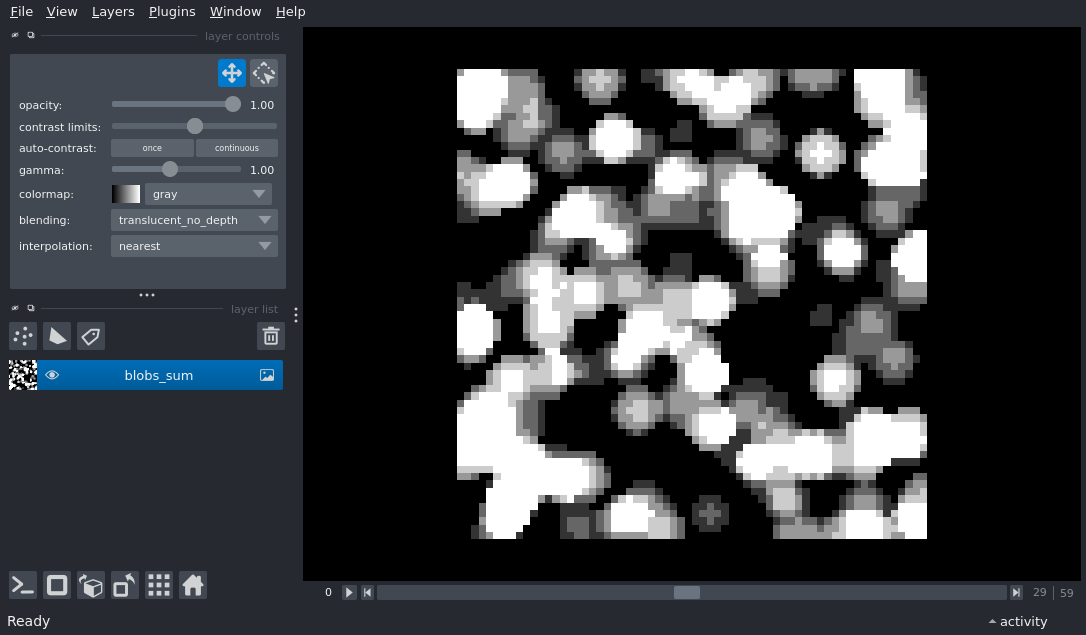 File View Layers Plugins Window Help
layer controls
opacity: 1.00
contrast limits:
auto-contrast: once continuous
gamma: 1.00
colormap: gray
blending: translucent_no_depth
interpolation: nearest
layer list
blobs_sum
0 29 59
Ready activity